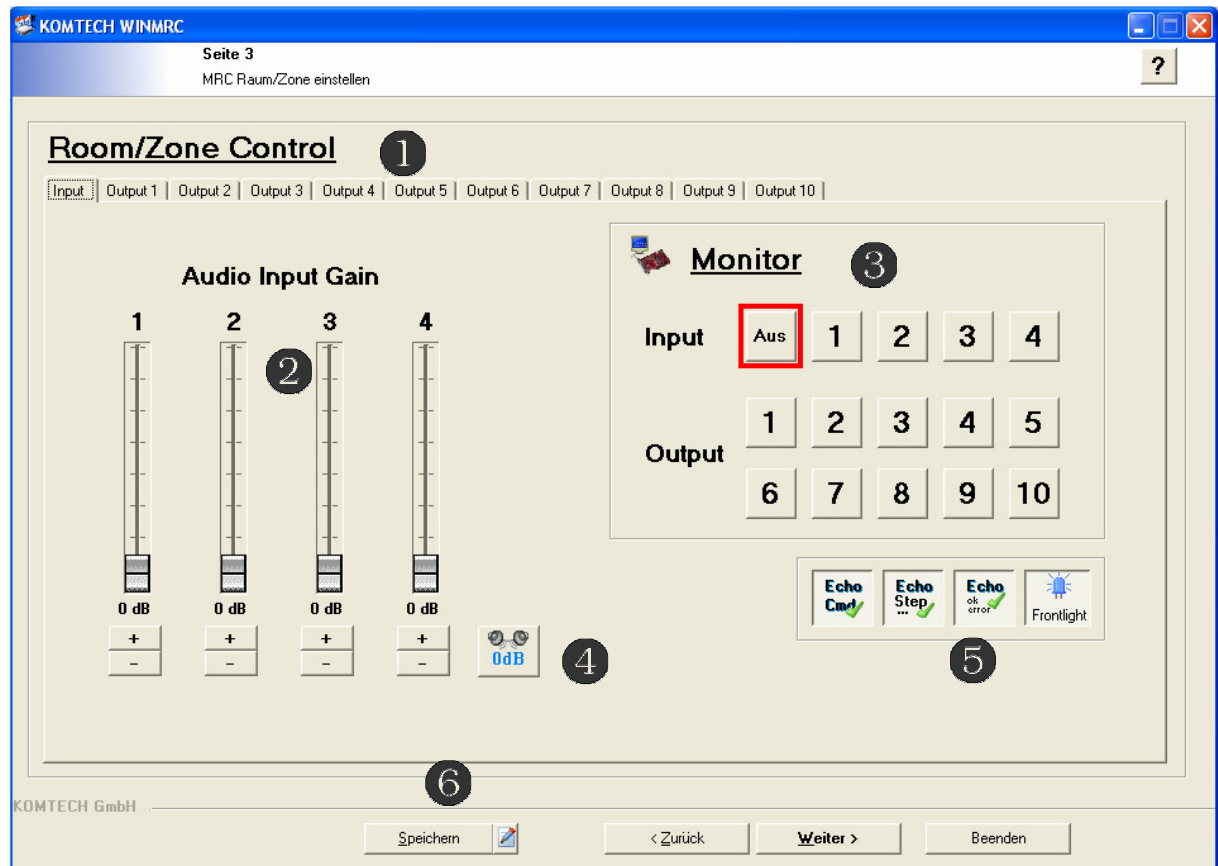 KOMTECH WINMRC
Seite 3
MRC Raum/Zone einstellen
?
Room/Zone Control
1
Input Output 1 Output 2 Output 3 Output 4 Output 5 Output 6 Output 7 Output 8 Output 9 Output 10
Audio Input Gain
1 2 3 4
2
0 dB 0 dB 0 dB 0 dB
+ + + +
- - - -
0dB
4
Monitor
3
Input Aus 1 2 3 4
Output
1 2 3 4 5
6 7 8 9 10
Echo Cmd
Echo Step ...
Echo ok error
Frontlight
5
6
KOMTECH GmbH
Speichern
< Zurück
Weiter >
Beenden